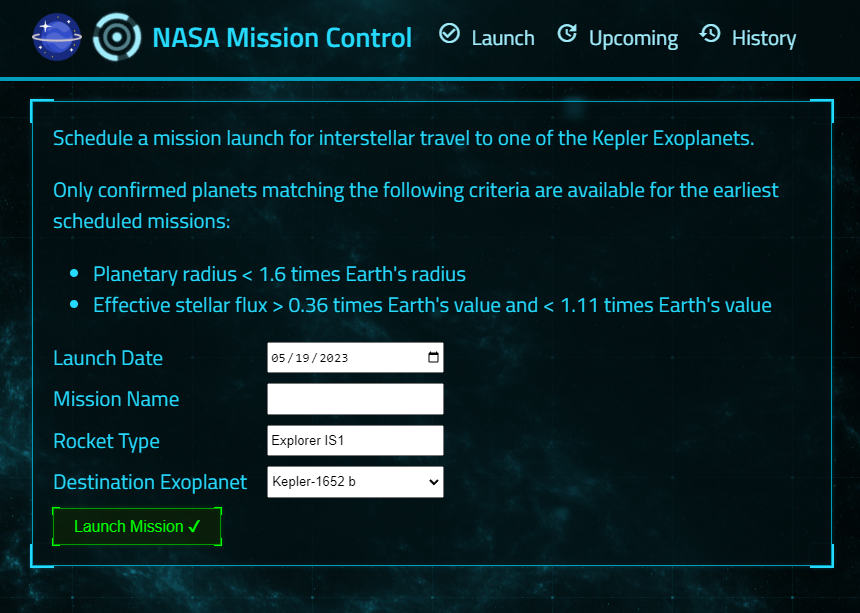 NASA Mission Control Launch Upcoming History
Schedule a mission launch for interstellar travel to one of the Kepler Exoplanets.
Only confirmed planets matching the following criteria are available for the earliest
scheduled missions:
• Planetary radius < 1.6 times Earth's radius
• Effective stellar flux > 0.36 times Earth's value and < 1.11 times Earth's value
Launch Date 05/19/2023
Mission Name
Rocket Type Explorer IS1
Destination Exoplanet Kepler-1652 b
Launch Mission ✓